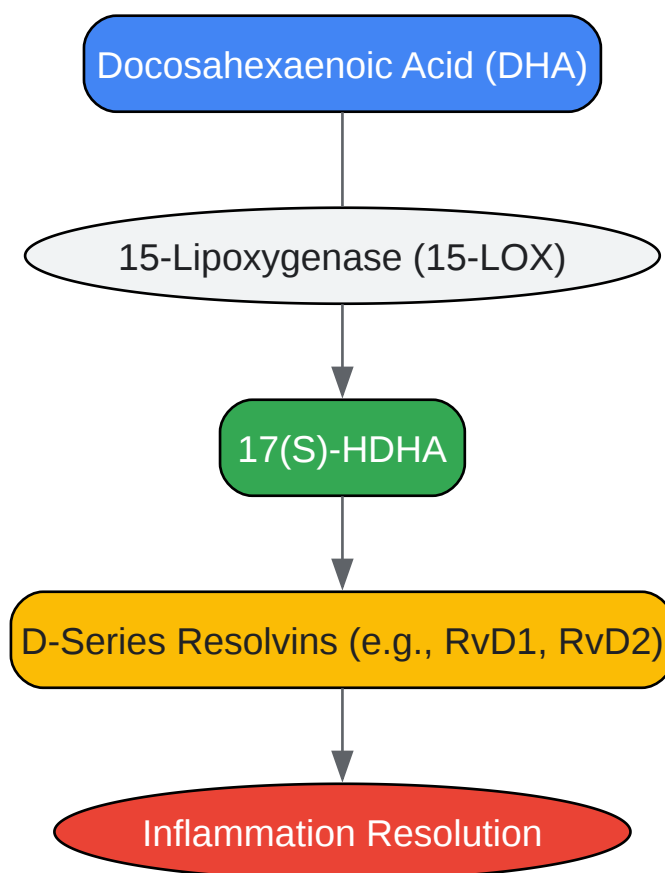 Docosahexaenoic Acid (DHA)
15-Lipoxygenase (15-LOX)
17(S)-HDHA
D-Series Resolvins (e.g., RvD1, RvD2)
Inflammation Resolution